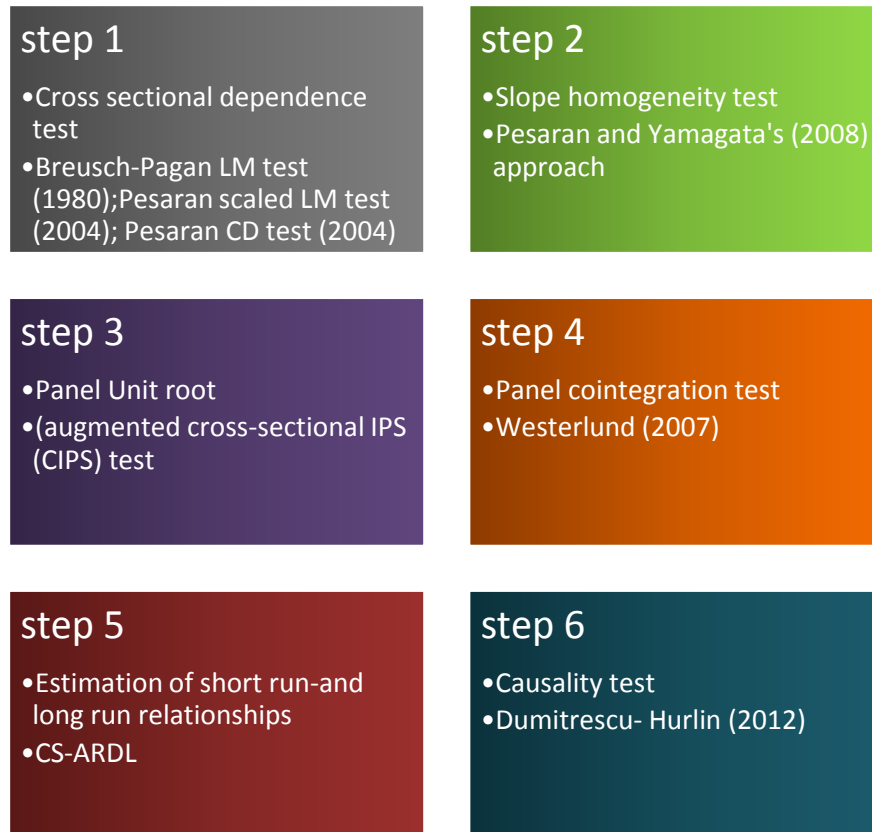 step 1
•Cross sectional dependence
test
•Breusch-Pagan LM test
(1980);Pesaran scaled LM test
(2004); Pesaran CD test (2004)
step 2
•Slope homogeneity test
•Pesaran and Yamagata's (2008)
approach
step 3
•Panel Unit root
•(augmented cross-sectional IPS
(CIPS) test
step 4
•Panel cointegration test
•Westerlund (2007)
step 5
•Estimation of short run-and
long run relationships
•CS-ARDL
step 6
•Causality test
•Dumitrescu- Hurlin (2012)